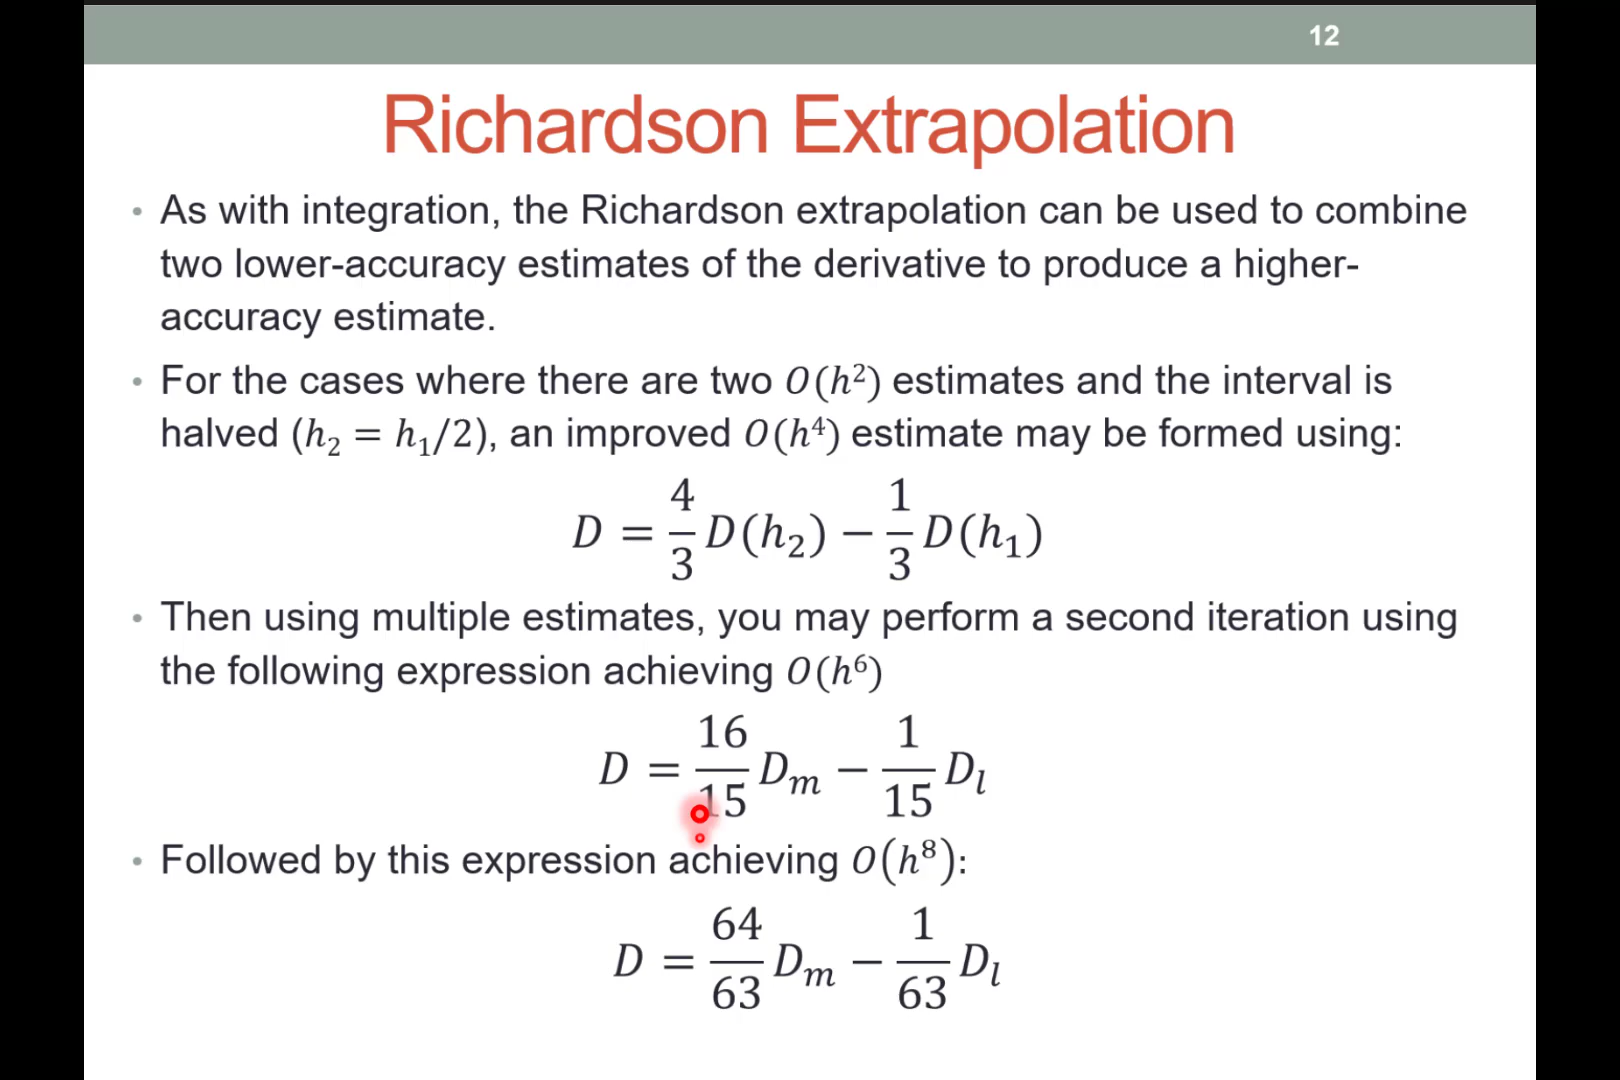 12
Richardson Extrapolation
• As with integration, the Richardson extrapolation can be used to combine
two lower-accuracy estimates of the derivative to produce a higher-
accuracy estimate.
• For the cases where there are two O(h²) estimates and the interval is
halved (h₂ = h₁/2), an improved O(h⁴) estimate may be formed using:
D = 4/3 D(h₂) − 1/3 D(h₁)
• Then using multiple estimates, you may perform a second iteration using
the following expression achieving O(h⁶)
D = 16/15 Dₘ − 1/15 Dₗ
• Followed by this expression achieving O(h⁸):
D = 64/63 Dₘ − 1/63 Dₗ